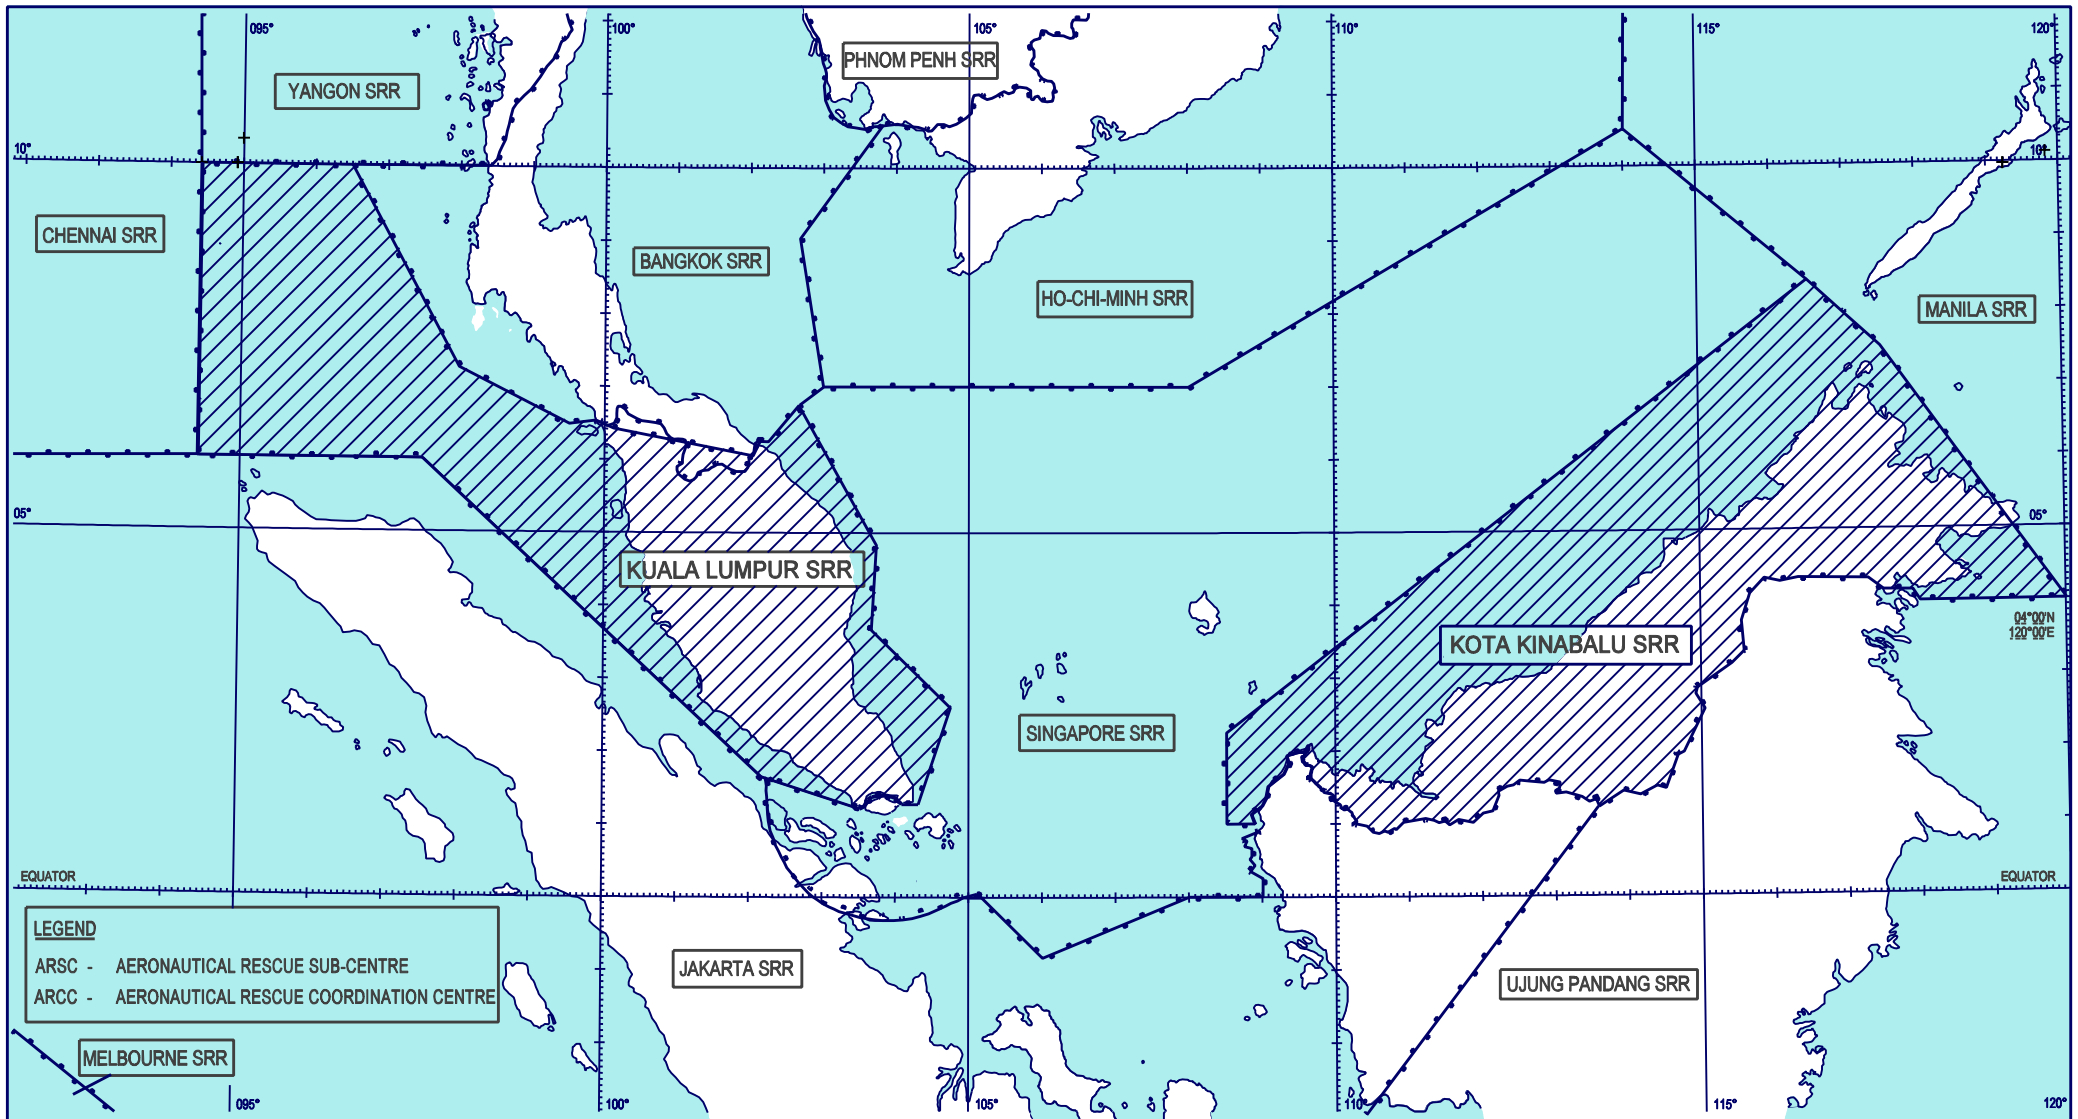 095°
100°
105°
110°
115°
120°
PHNOM PENH SRR
YANGON SRR
10°
10°
CHENNAI SRR
BANGKOK SRR
HO-CHI-MINH SRR
MANILA SRR
05°
05°
KUALA LUMPUR SRR
04°00'N
120°00'E
KOTA KINABALU SRR
SINGAPORE SRR
EQUATOR
EQUATOR
LEGEND
ARSC - AERONAUTICAL RESCUE SUB-CENTRE
ARCC - AERONAUTICAL RESCUE COORDINATION CENTRE
JAKARTA SRR
UJUNG PANDANG SRR
MELBOURNE SRR
095°
100°
105°
110°
115°
120°